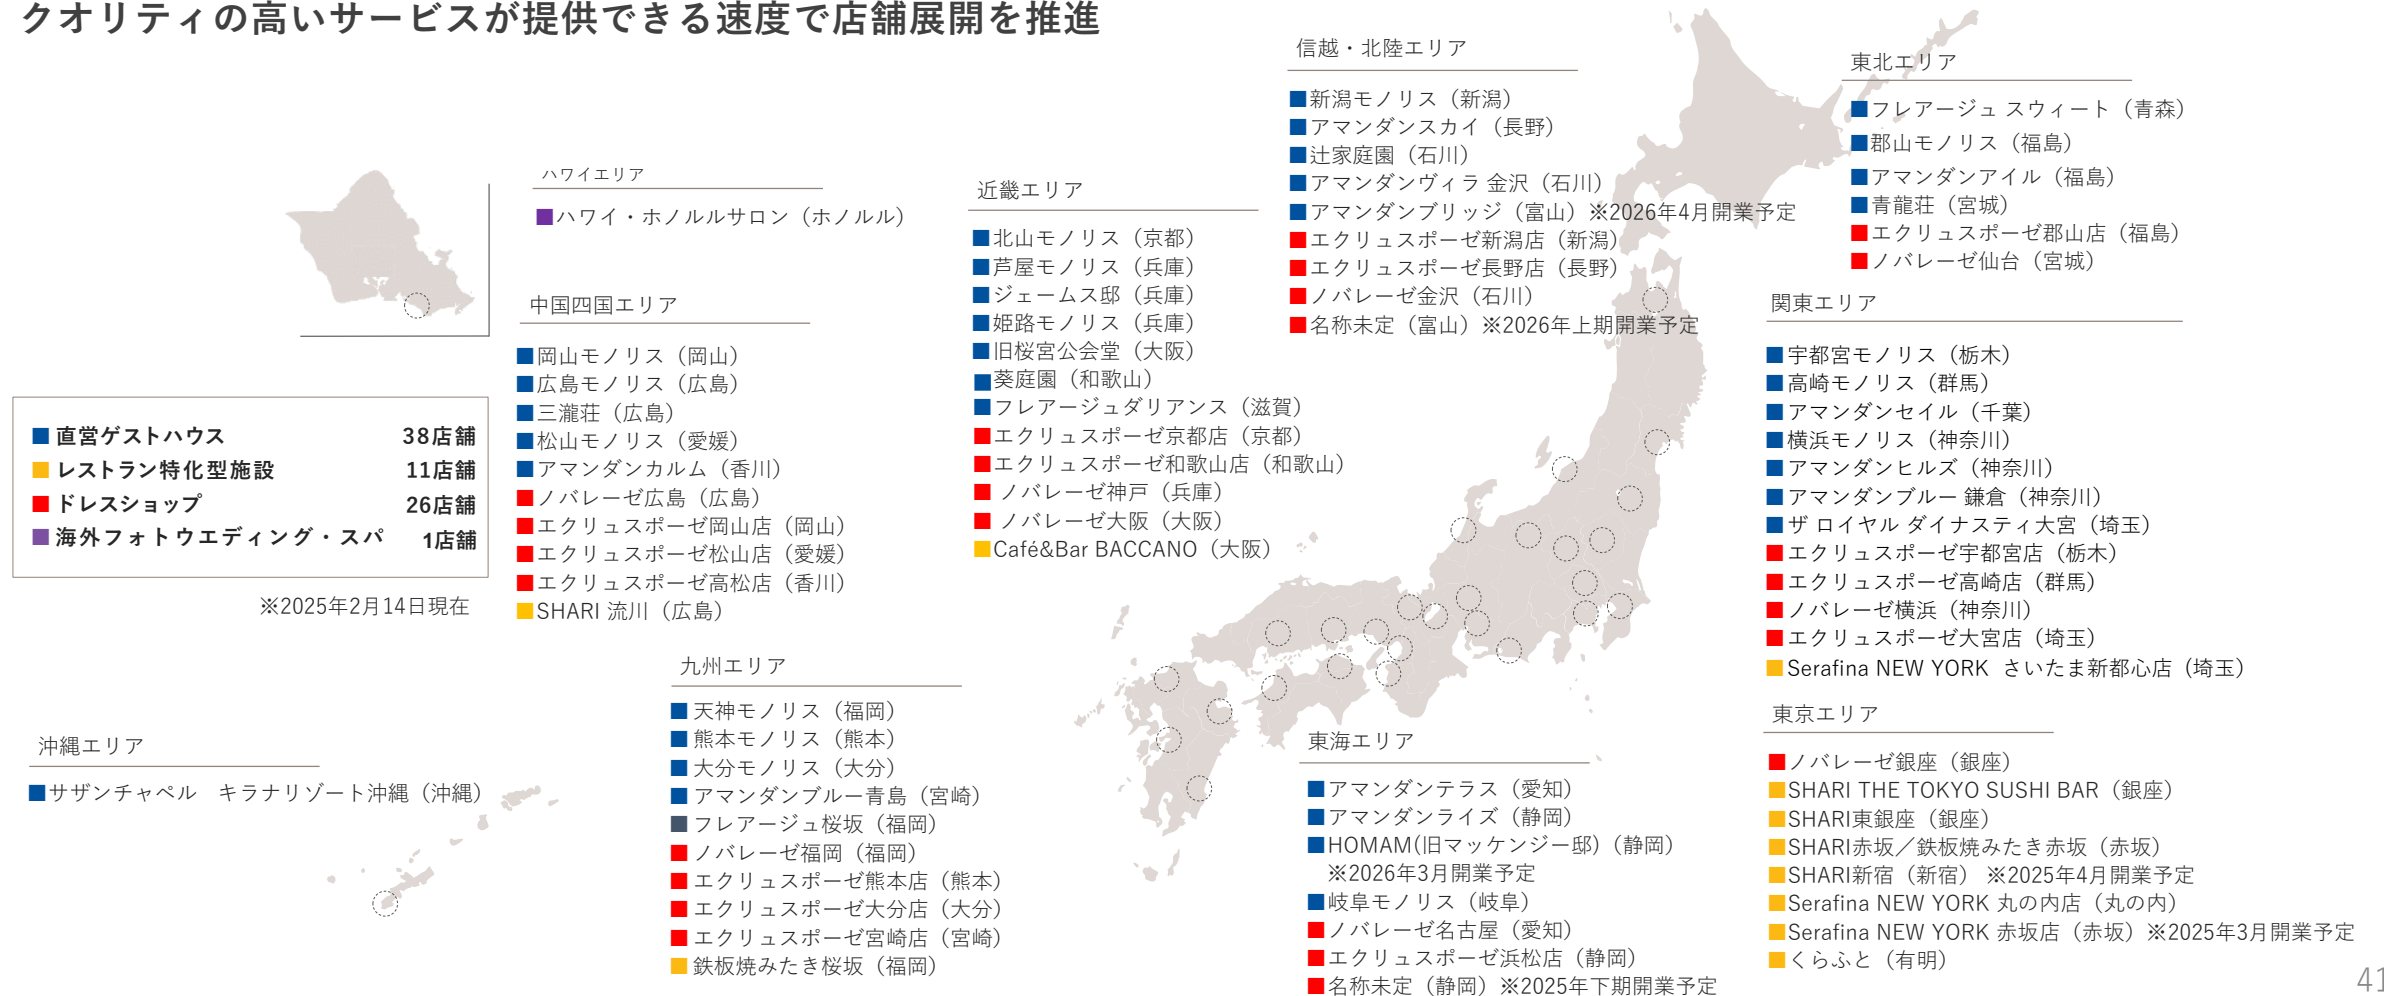 クオリティの高いサービスが提供できる速度で店舗展開を推進
ハワイエリア
■ハワイ・ホノルルサロン（ホノルル）
■直営ゲストハウス 38店舗
■レストラン特化型施設 11店舗
■ドレスショップ 26店舗
■海外フォトウエディング・スパ 1店舗
※2025年2月14日現在
沖縄エリア
■サザンチャペル　キラナリゾート沖縄（沖縄）
中国四国エリア
■岡山モノリス（岡山）
■広島モノリス（広島）
■三瀧荘（広島）
■松山モノリス（愛媛）
■アマンダンカルム（香川）
■ノバレーゼ広島（広島）
■エクリュスポーゼ岡山店（岡山）
■エクリュスポーゼ松山店（愛媛）
■エクリュスポーゼ高松店（香川）
■SHARI 流川（広島）
九州エリア
■天神モノリス（福岡）
■熊本モノリス（熊本）
■大分モノリス（大分）
■アマンダンブルー青島（宮崎）
■フレアージュ桜坂（福岡）
■ノバレーゼ福岡（福岡）
■エクリュスポーゼ熊本店（熊本）
■エクリュスポーゼ大分店（大分）
■エクリュスポーゼ宮崎店（宮崎）
■鉄板焼みたき桜坂（福岡）
近畿エリア
■北山モノリス（京都）
■芦屋モノリス（兵庫）
■ジェームス邸（兵庫）
■姫路モノリス（兵庫）
■旧桜宮公会堂（大阪）
■葵庭園（和歌山）
■フレアージュダリアンス（滋賀）
■エクリュスポーゼ京都店（京都）
■エクリュスポーゼ和歌山店（和歌山）
■ ノバレーゼ神戸（兵庫）
■ ノバレーゼ大阪（大阪）
■Café&Bar BACCANO（大阪）
信越・北陸エリア
■新潟モノリス（新潟）
■アマンダンスカイ（長野）
■辻家庭園（石川）
■アマンダンヴィラ 金沢（石川）
■アマンダンブリッジ（富山）※2026年4月開業予定
■エクリュスポーゼ新潟店（新潟）
■エクリュスポーゼ長野店（長野）
■ノバレーゼ金沢（石川）
■名称未定（富山）※2026年上期開業予定
東海エリア
■アマンダンテラス（愛知）
■アマンダンライズ（静岡）
■HOMAM(旧マッケンジー邸)（静岡）
※2026年3月開業予定
■岐阜モノリス（岐阜）
■ノバレーゼ名古屋（愛知）
■エクリュスポーゼ浜松店（静岡）
■名称未定（静岡）※2025年下期開業予定
東北エリア
■フレアージュ スウィート（青森）
■郡山モノリス（福島）
■アマンダンアイル（福島）
■青龍荘（宮城）
■エクリュスポーゼ郡山店（福島）
■ノバレーゼ仙台（宮城）
関東エリア
■宇都宮モノリス（栃木）
■高崎モノリス（群馬）
■アマンダンセイル（千葉）
■横浜モノリス（神奈川）
■アマンダンヒルズ（神奈川）
■アマンダンブルー 鎌倉（神奈川）
■ザ ロイヤル ダイナスティ大宮（埼玉）
■エクリュスポーゼ宇都宮店（栃木）
■エクリュスポーゼ高崎店（群馬）
■ノバレーゼ横浜（神奈川）
■エクリュスポーゼ大宮店（埼玉）
■Serafina NEW YORK さいたま新都心店（埼玉）
東京エリア
■ノバレーゼ銀座（銀座）
■SHARI THE TOKYO SUSHI BAR（銀座）
■SHARI東銀座（銀座）
■SHARI赤坂／鉄板焼みたき赤坂（赤坂）
■SHARI新宿（新宿） ※2025年4月開業予定
■Serafina NEW YORK 丸の内店（丸の内）
■Serafina NEW YORK 赤坂店（赤坂）※2025年3月開業予定
■くらふと（有明）
41